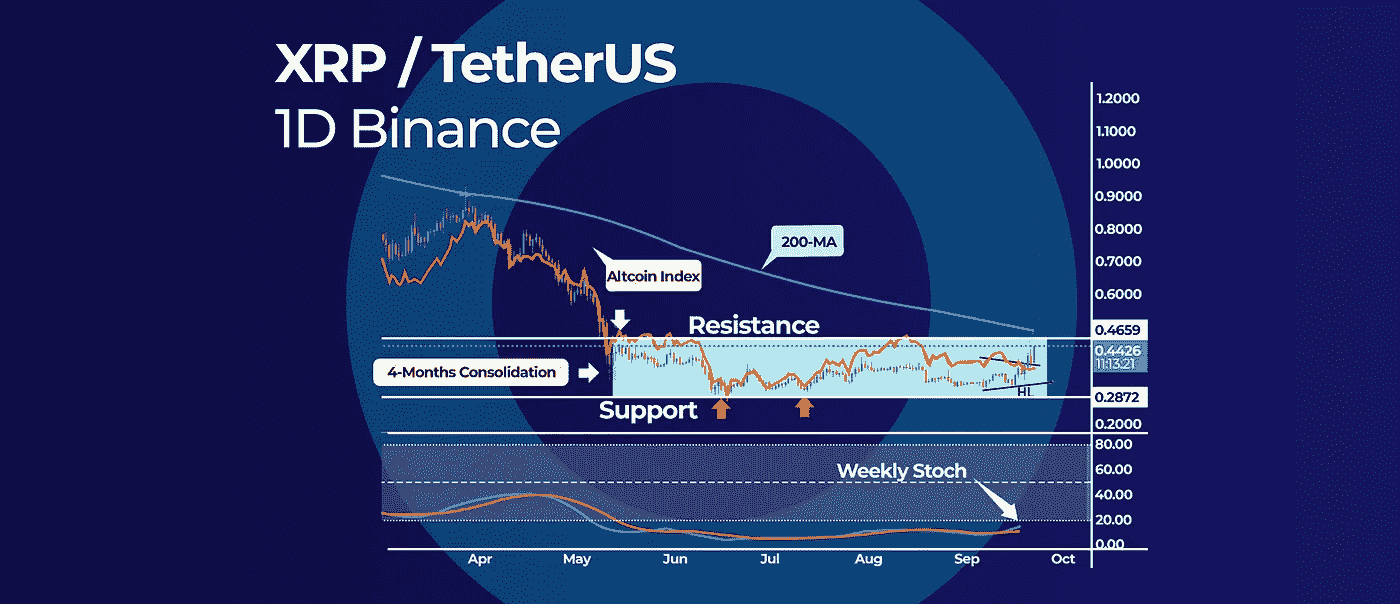 XRP / TetherUS
1D Binance
1.2000
1.1000
1.0000
0.9000
0.8000
200-MA
0.7000
Altcoin Index
0.6000
Resistance
0.4659
0.4426
11:13:21
4-Months Consolidation
HL
0.2872
Support
0.2000
80.00
Weekly Stoch
60.00
40.00
20.00
0.00
Apr May Jun Jul Aug Sep Oct